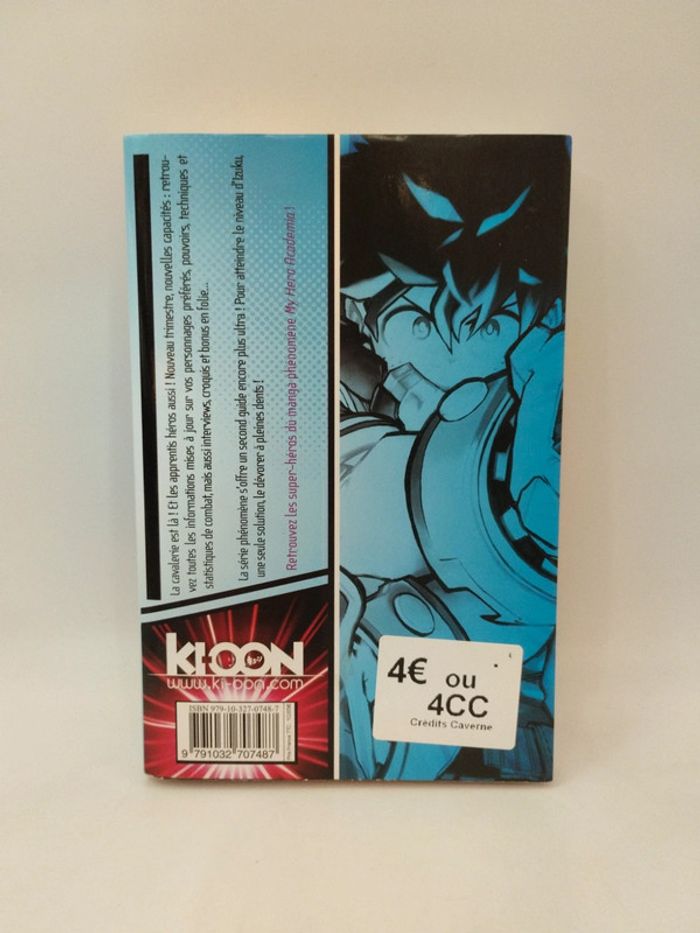 La cavalerie est là ! Et les apprentis héros aussi ! Nouveau trimestre, nouvelles capacités : retrou-
vez toutes les informations mises à jour sur vos personnages préférés, pouvoirs, techniques et
statistiques de combat, mais aussi interviews, croquis et bonus en folie...
La série phénomène s'offre un second guide encore plus ultra ! Pour atteindre le niveau d'Izuku,
une seule solution, le dévorer à pleines dents !
Retrouvez les super-héros du manga phénomène My Hero Academia !
KI-OON
www.ki-oon.com
ISBN 979-10-327-0748-7
9 791032 707487
4€ ou
4CC
Crédits Caverne